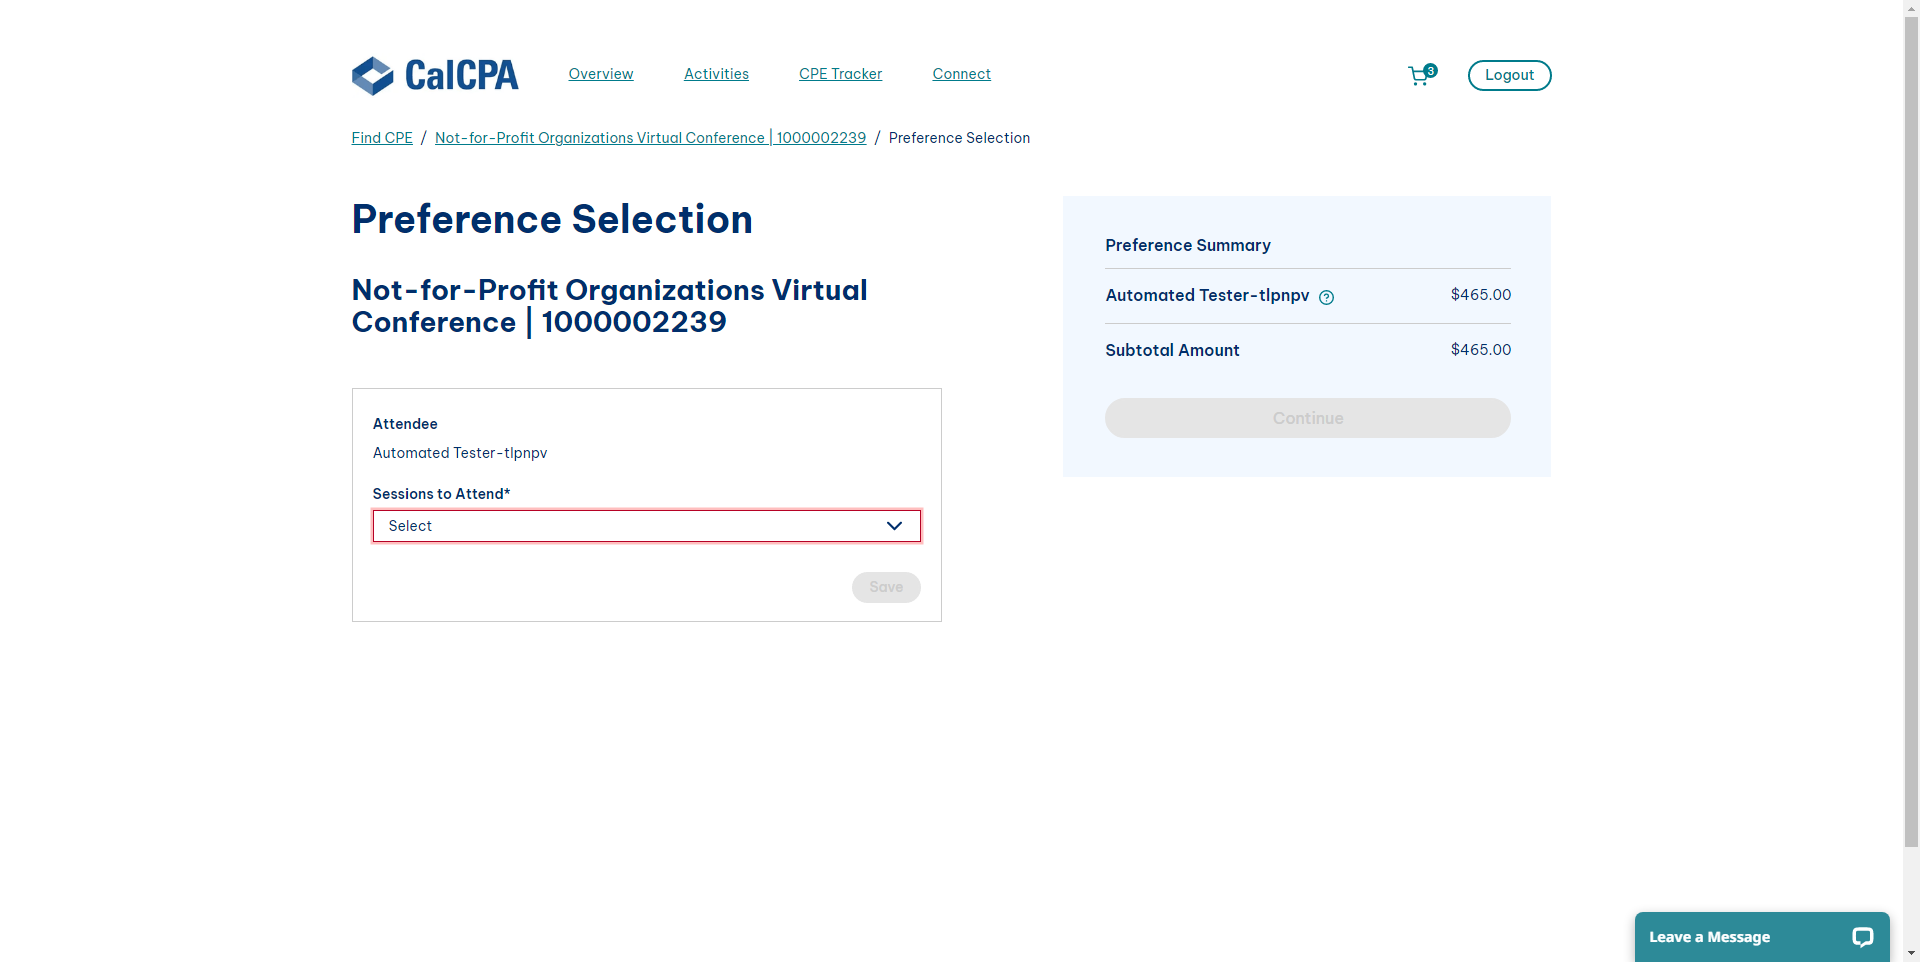 CalCPA
Overview
Activities
CPE Tracker
Connect
3
Logout
Find CPE / Not-for-Profit Organizations Virtual Conference | 1000002239 / Preference Selection
Preference Selection
Not-for-Profit Organizations Virtual
Conference | 1000002239
Attendee
Automated Tester-tlpnpv
Sessions to Attend*
Select
Save
Preference Summary
Automated Tester-tlpnpv ? $465.00
Subtotal Amount $465.00
Continue
Leave a Message